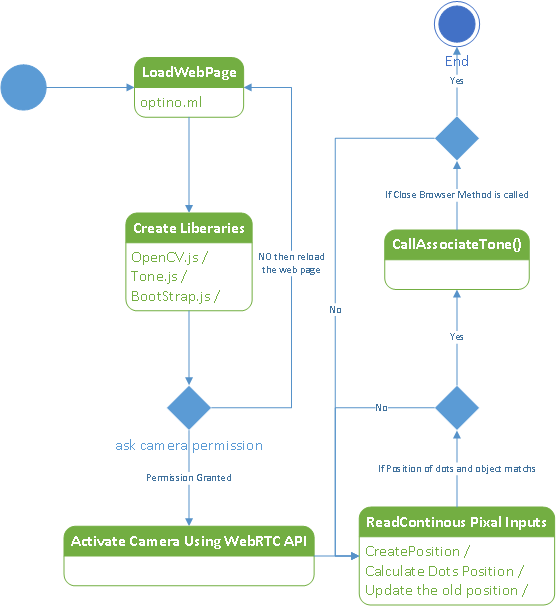 LoadWebPage
optino.ml
Create Liberaries
OpenCV.js /
Tone.js /
BootStrap.js /
NO then reload
the web page
ask camera permission
Permission Granted
Activate Camera Using WebRTC API
End
Yes
If Close Browser Method is called
CallAssociateTone()
No
Yes
No
If Position of dots and object matchs
ReadContinous Pixal Inputs
CreatePosition /
Calculate Dots Position /
Update the old position /